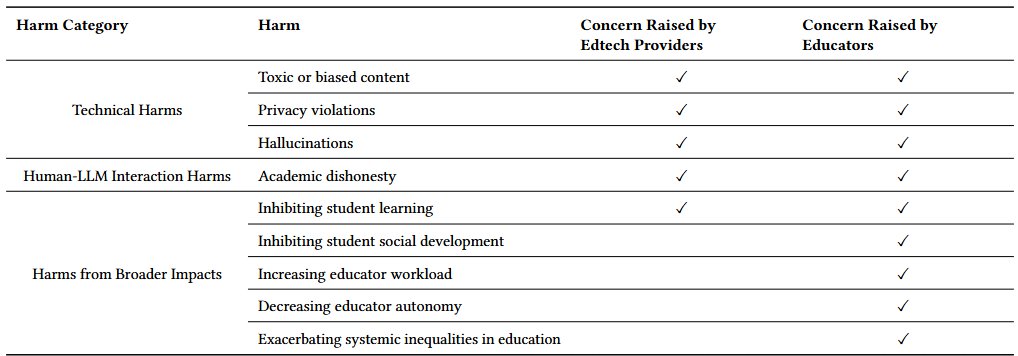 Harm Category Harm Concern Raised by Edtech Providers Concern Raised by Educators
Toxic or biased content ✓ ✓
Technical Harms Privacy violations ✓ ✓
Hallucinations ✓ ✓
Human-LLM Interaction Harms Academic dishonesty ✓ ✓
Inhibiting student learning ✓ ✓
Inhibiting student social development ✓
Harms from Broader Impacts Increasing educator workload ✓
Decreasing educator autonomy ✓
Exacerbating systemic inequalities in education ✓